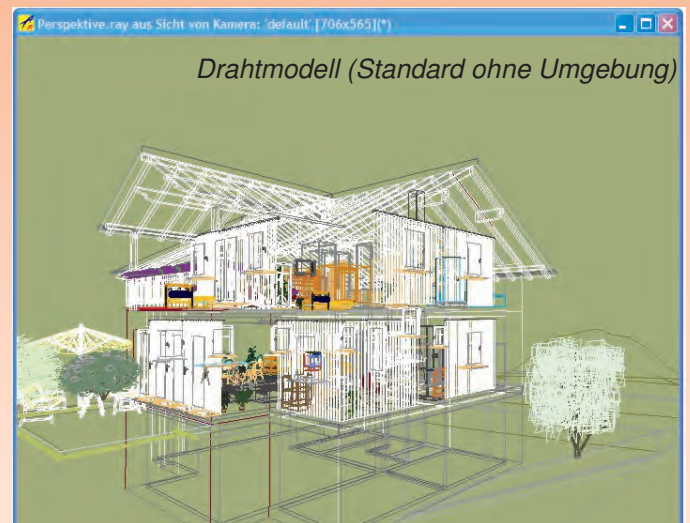 Perspektive.ray aus Sicht von Kamera: 'default' [706x565](*)
Drahtmodell (Standard ohne Umgebung)